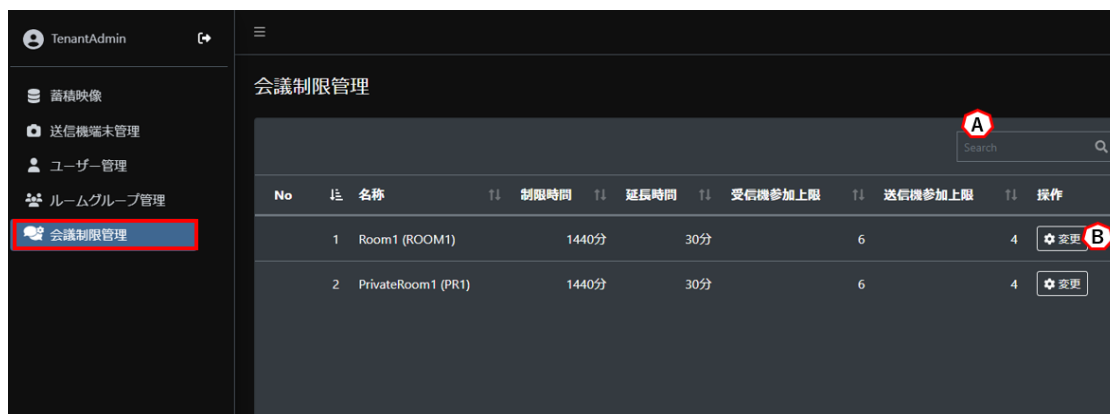 TenantAdmin
会議制限管理
蓄積映像
送信機端末管理
ユーザー管理
ルームグループ管理
会議制限管理
A
Search
No 名称 制限時間 延長時間 受信機参加上限 送信機参加上限 操作
1 Room1 (ROOM1) 1440分 30分 6 4 変更 B
2 PrivateRoom1 (PR1) 1440分 30分 6 4 変更